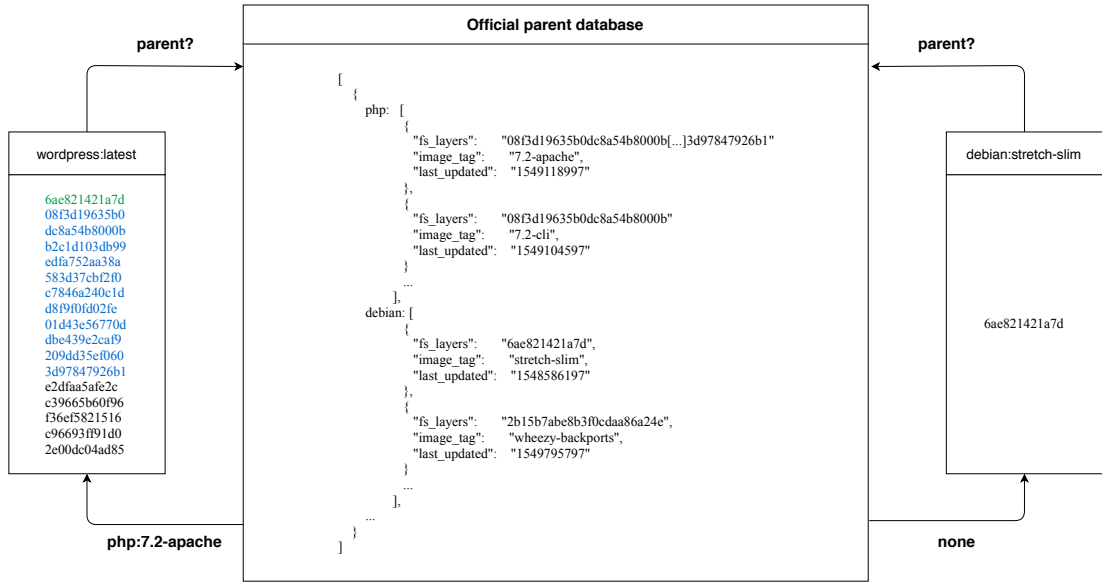 Official parent database
parent?
parent?
wordpress:latest
6ae821421a7d
08f3d19635b0
dc8a54b8000b
b2c1d103db99
edfa752aa38a
583d37cbf2f0
c7846a240c1d
d8f9f0fd02fe
01d43e56770d
dbe439e2caf9
209dd35ef060
3d97847926b1
e2dfaa5afe2c
c39665b60f96
f36ef5821516
c96693ff91d0
2e00dc04ad85
php:7.2-apache
[
{
php: [
{
"fs_layers": "08f3d19635b0dc8a54b8000b[...]3d97847926b1"
"image_tag": "7.2-apache",
"last_updated": "1549118997"
},
{
"fs_layers": "08f3d19635b0dc8a54b8000b"
"image_tag": "7.2-cli",
"last_updated": "1549104597"
}
...
],
debian: [
{
"fs_layers": "6ae821421a7d",
"image_tag": "stretch-slim",
"last_updated": "1548586197"
},
{
"fs_layers": "2b15b7abe8b3f0cdaa86a24e",
"image_tag": "wheezy-backports",
"last_updated": "1549795797"
}
...
],
...
}
]
debian:stretch-slim
6ae821421a7d
none